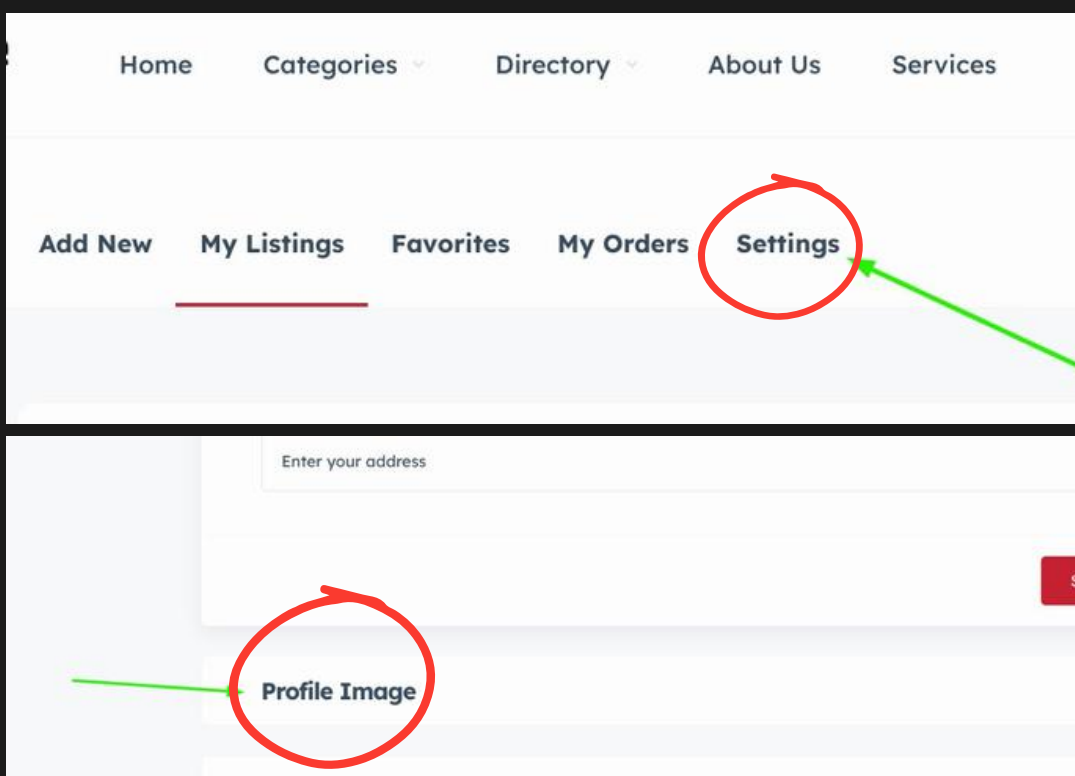 Home Categories Directory About Us Services
Add New My Listings Favorites My Orders Settings
Enter your address
Profile Image